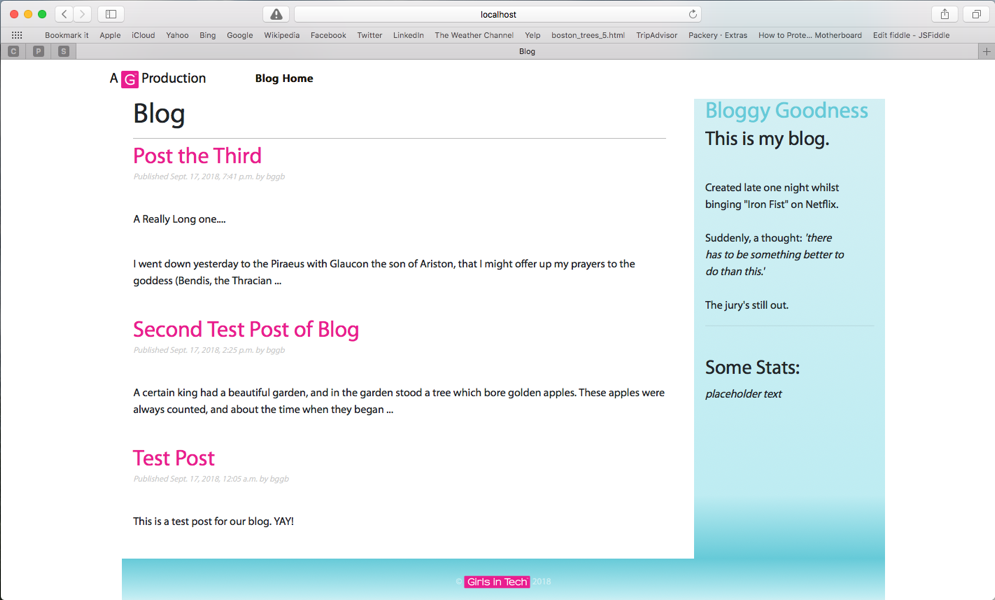 localhost
Bookmark it Apple iCloud Yahoo Bing Google Wikipedia Facebook Twitter LinkedIn The Weather Channel Yelp boston_trees_5.html TripAdvisor Packery · Extras How to Prote... Motherboard Edit fiddle - JSFiddle
C P S Blog
A G Production Blog Home
Blog
Post the Third
Published Sept. 17, 2018, 7:41 p.m. by bggb
A Really Long one....
I went down yesterday to the Piraeus with Glaucon the son of Ariston, that I might offer up my prayers to the
goddess (Bendis, the Thracian ...
Second Test Post of Blog
Published Sept. 17, 2018, 2:25 p.m. by bggb
A certain king had a beautiful garden, and in the garden stood a tree which bore golden apples. These apples were
always counted, and about the time when they began ...
Test Post
Published Sept. 17, 2018, 12:05 a.m. by bggb
This is a test post for our blog. YAY!
Bloggy Goodness
This is my blog.
Created late one night whilst
binging "Iron Fist" on Netflix.
Suddenly, a thought: 'there
has to be something better to
do than this.'
The jury's still out.
Some Stats:
placeholder text
© Girls in Tech 2018